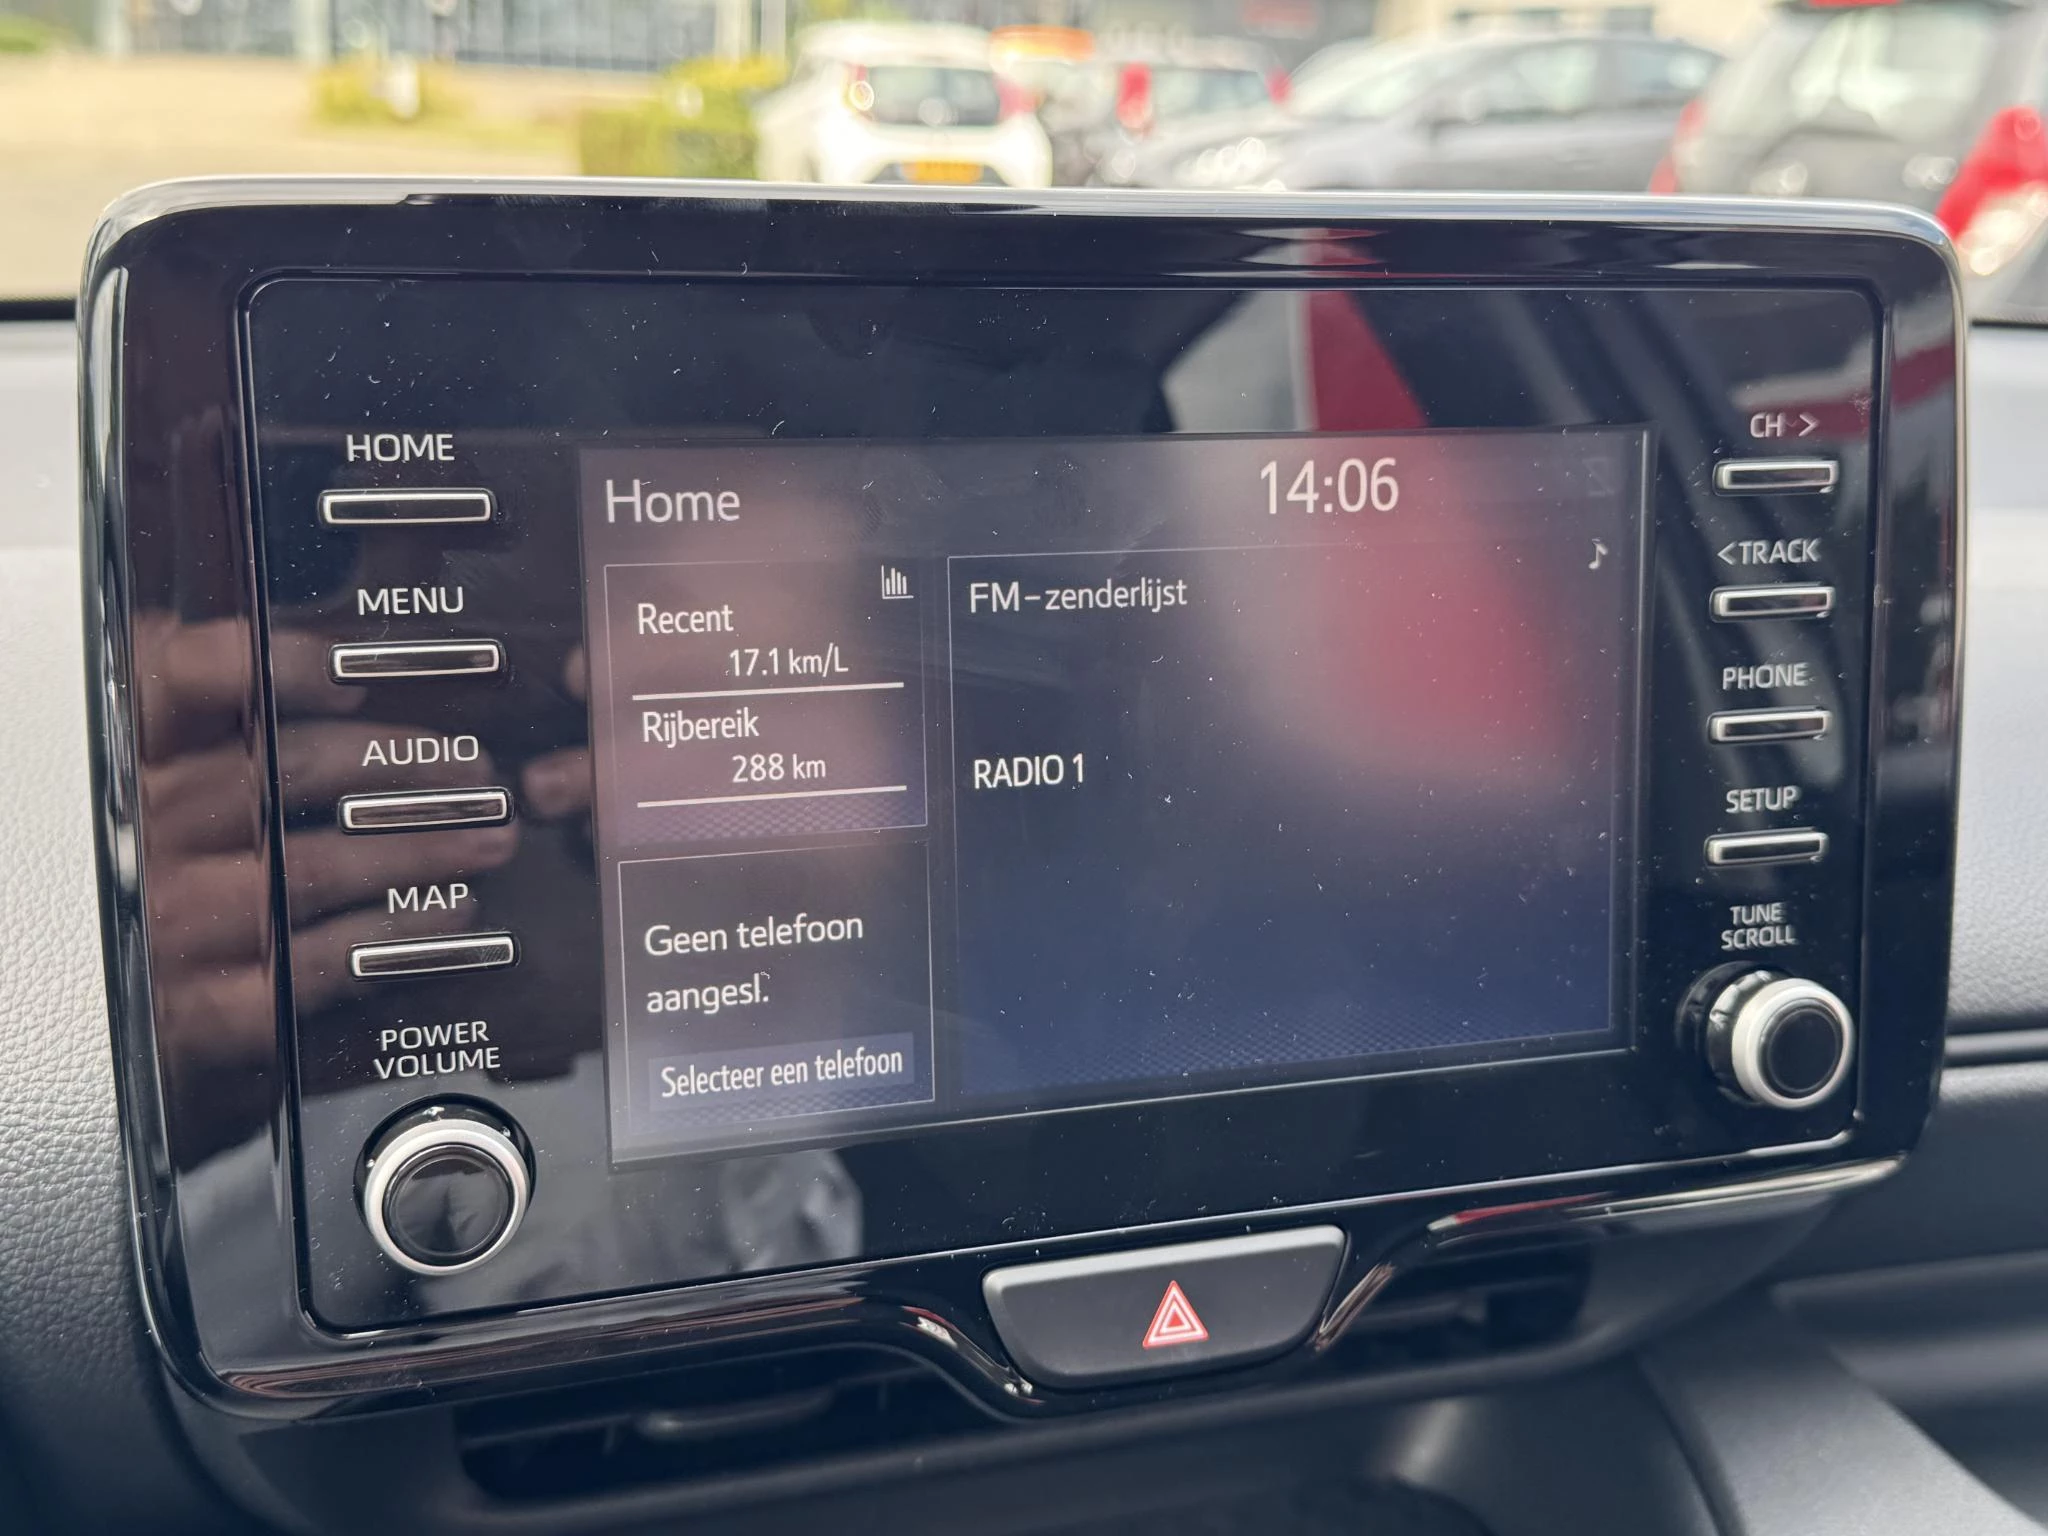 HOME
MENU
AUDIO
MAP
POWER
VOLUME
Home
14:06
Recent
17.1 km/L
Rijbereik
288 km
Geen telefoon
aangesl.
Selecteer een telefoon
FM-zenderlijst
RADIO 1
CH >
<TRACK
PHONE
SETUP
TUNE
SCROLL